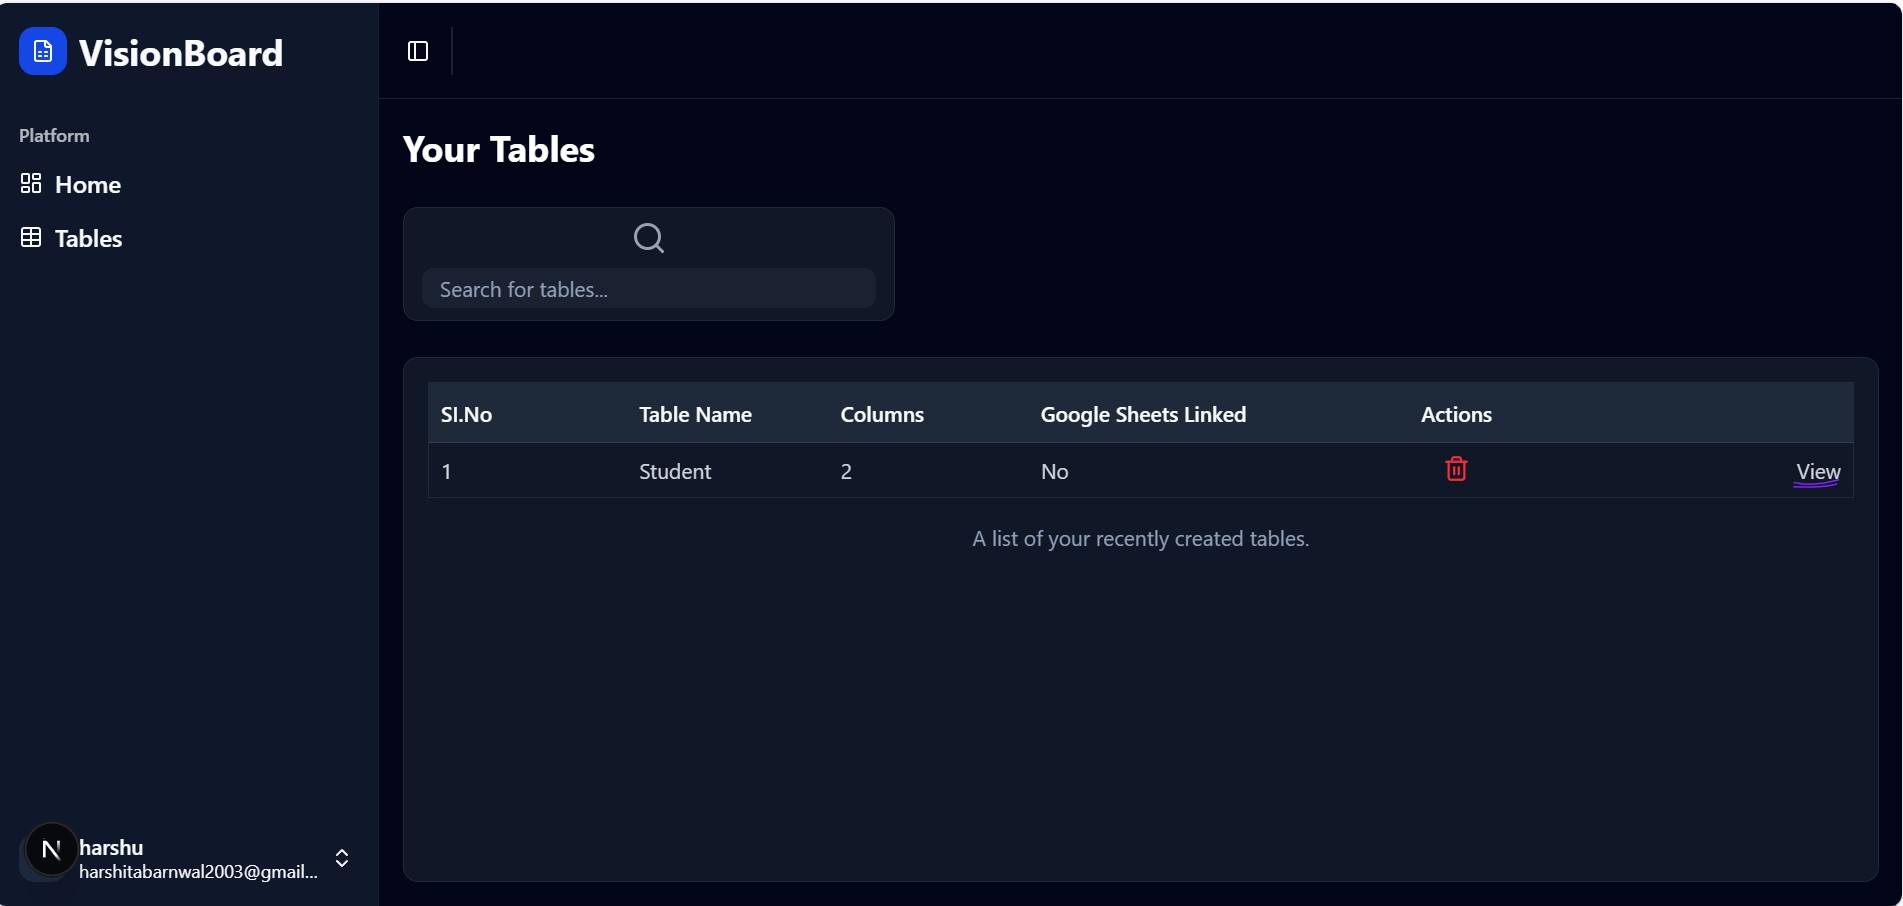 VisionBoard
Platform
Home
Tables
Your Tables
Search for tables...
Sl.No Table Name Columns Google Sheets Linked Actions
1 Student 2 No View
A list of your recently created tables.
N
harshu
harshitabarnwal2003@gmail...